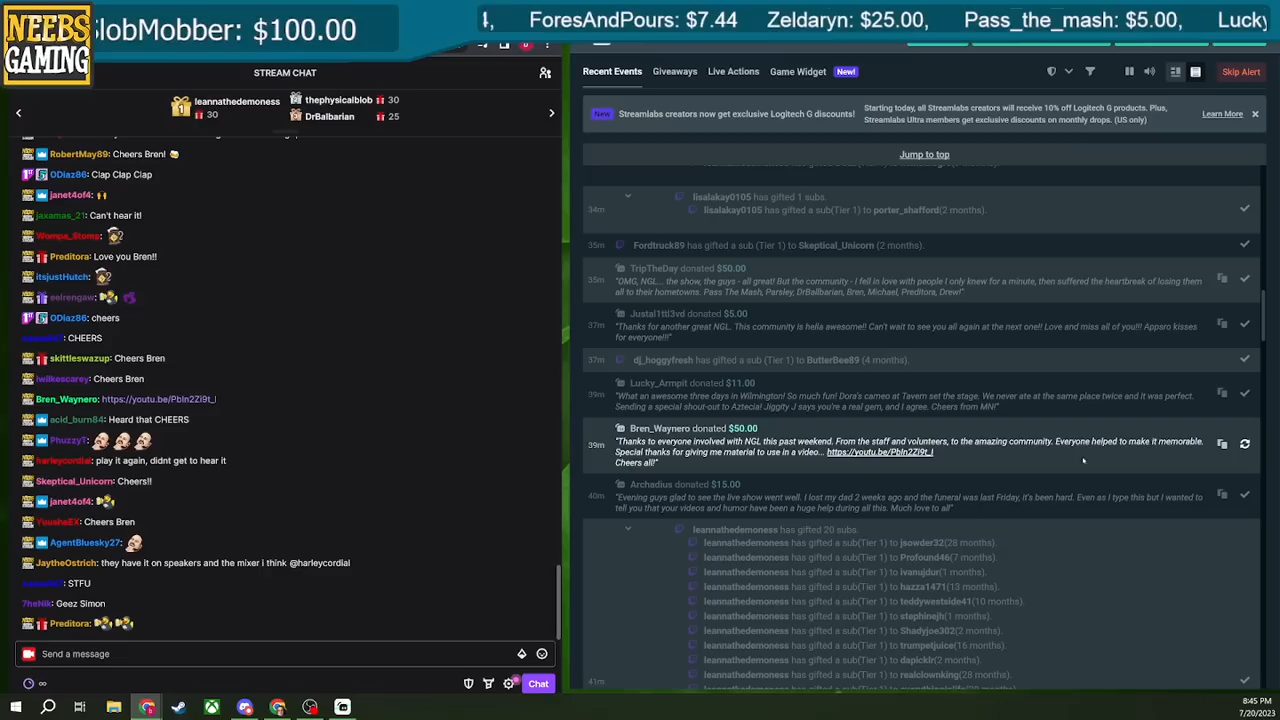 NEEBS
GAMING
lobMobber: $100.00
ForesAndPours: $7.44 Zeldaryn: $25.00, Pass_the_mash: $5.00, Lucky
STREAM CHAT
leannathedemoness
30
thephysicalblob 30
DrBalbarian 25
RobertMay89: Cheers Bren!
ODiaz86: Clap Clap Clap
janet4of4:
jaxamas_21: Can't hear it!
Wompa_Stomp:
Preditora: Love you Bren!!
itsjustHutch:
eelrengaw:
ODiaz86: cheers
: CHEERS
skittleswazup: Cheers Bren
iwilkescarey: Cheers Bren
Bren_Waynero: https://youtu.be/PbIn2Zi9t_I
acid_burn84: Heard that CHEERS
PhuzzyT:
harleycordial: play it again, didnt get to hear it
Skeptical_Unicorn: Cheers!!
janet4of4:
YuusheEX: Cheers Bren
AgentBluesky27:
JaytheOstrich: they have it on speakers and the mixer i think @harleycordial
: STFU
7heNik: Geez Simon
Preditora:
Send a message
Chat
Recent Events Giveaways Live Actions Game Widget New! Skip Alert
New Streamlabs creators now get exclusive Logitech G discounts! Starting today, all Streamlabs creators will receive 10% off Logitech G products. Plus,
Streamlabs Ultra members get exclusive discounts on monthly drops. (US only) Learn More
Jump to top
lisalakay0105 has gifted 1 subs.
34m lisalakay0105 has gifted a sub(Tier 1) to porter_shafford(2 months).
35m Fordtruck89 has gifted a sub (Tier 1) to Skeptical_Unicorn (2 months).
TripTheDay donated $50.00
35m "OMG, NGL... the show, the guys - all great! But the community - I fell in love with people I only knew for a minute, then suffered the heartbreak of losing them
all to their hometowns. Pass The Mash, Parsley, DrBalbarian, Bren, Michael, Preditora, Drew!"
Justal1ttl3vd donated $5.00
37m "Thanks for another great NGL. This community is hella awesome!! Can't wait to see you all again at the next one!! Love and miss all of you!!! Appsro kisses
for everyone!!!"
37m dj_hoggyfresh has gifted a sub (Tier 1) to ButterBee89 (4 months).
Lucky_Armpit donated $11.00
39m "What an awesome three days in Wilmington! So much fun! Dora's cameo at Tavern set the stage. We never ate at the same place twice and it was perfect.
Sending a special shout-out to Aztecia! Jiggity J says you're a real gem, and I agree. Cheers from MN!"
Bren_Waynero donated $50.00
39m "Thanks to everyone involved with NGL this past weekend. From the staff and volunteers, to the amazing community. Everyone helped to make it memorable.
Special thanks for giving me material to use in a video... https://youtu.be/PbIn2Zi9t_I
Cheers all!"
Archadius donated $15.00
40m "Evening guys glad to see the live show went well. I lost my dad 2 weeks ago and the funeral was last Friday, it's been hard. Even as I type this but I wanted to
tell you that your videos and humor have been a huge help during all this. Much love to all"
leannathedemoness has gifted 20 subs.
leannathedemoness has gifted a sub(Tier 1) to jsowder32(28 months).
leannathedemoness has gifted a sub(Tier 1) to Profound46(7 months).
leannathedemoness has gifted a sub(Tier 1) to ivanujdur(1 months).
leannathedemoness has gifted a sub(Tier 1) to hazza1471(13 months).
leannathedemoness has gifted a sub(Tier 1) to teddywestside41(10 months).
leannathedemoness has gifted a sub(Tier 1) to stephinajh(1 months).
leannathedemoness has gifted a sub(Tier 1) to Shadyjoe302(2 months).
leannathedemoness has gifted a sub(Tier 1) to trumpetjuice(16 months).
leannathedemoness has gifted a sub(Tier 1) to dapicklr(2 months).
leannathedemoness has gifted a sub(Tier 1) to realclownking(28 months).
41m
8:45 PM
7/20/2023